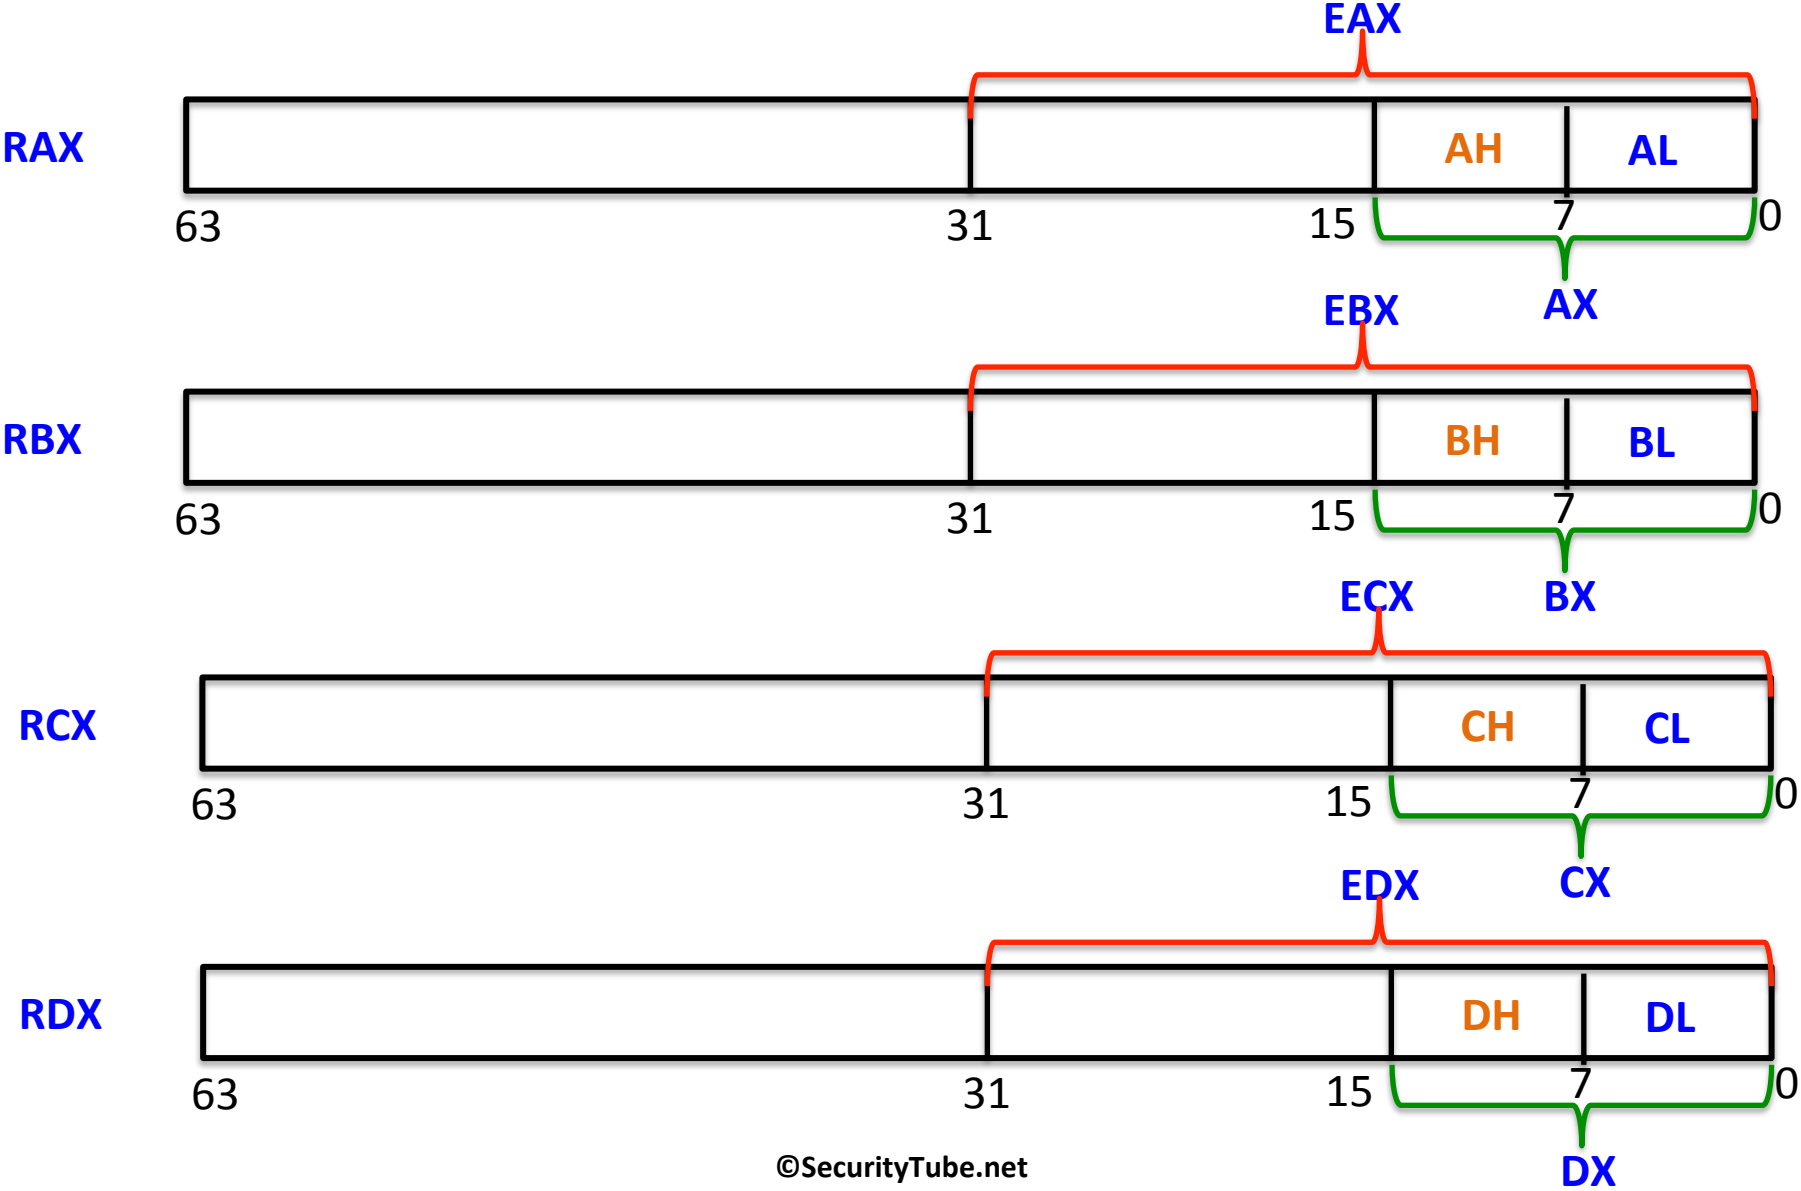 EAX
RAX
AH AL
63 31 15 7 0
AX
EBX
RBX
BH BL
63 31 15 7 0
BX
ECX
RCX
CH CL
63 31 15 7 0
CX
EDX
RDX
DH DL
63 31 15 7 0
DX
©SecurityTube.net